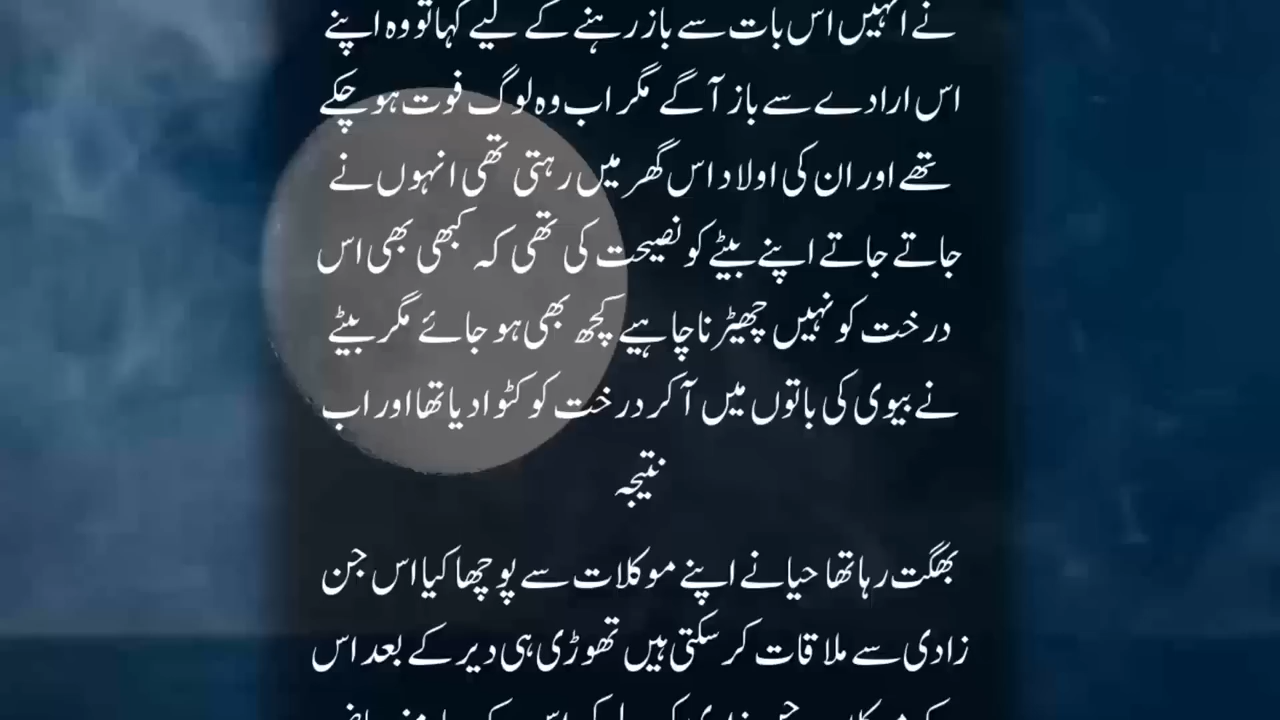 نے انہیں اس بات سے باز رہنے کے لیے کہا تو وہ اپنے
اس ارادے سے باز آگے مگر اب وہ لوگ فوت ہو چکے
تھے اور ان کی اولاد اس گھر میں رہتی تھی انہوں نے
جاتے جاتے اپنے بیٹے کو نصیحت کی تھی کہ کبھی بھی اس
درخت کو نہیں چھیڑنا چاہیے کچھ بھی ہو جائے مگر بیٹے
نے بیوی کی باتوں میں آکر درخت کو کٹوا دیا تھا اور اب
نتیجہ
بھگت رہا تھا حیا نے اپنے موکلات سے پوچھا کیا اس جن
زادی سے ملاقات کر سکتی ہیں تھوڑی ہی دیر کے بعد اس